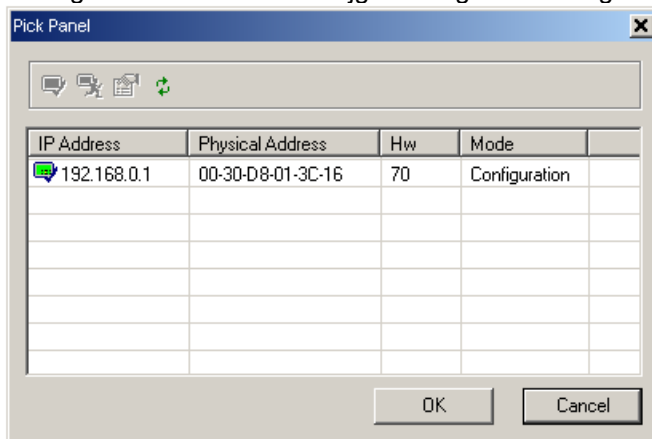 Pick Panel
IP Address Physical Address Hw Mode
192.168.0.1 00-30-D8-01-3C-16 70 Configuration
OK Cancel